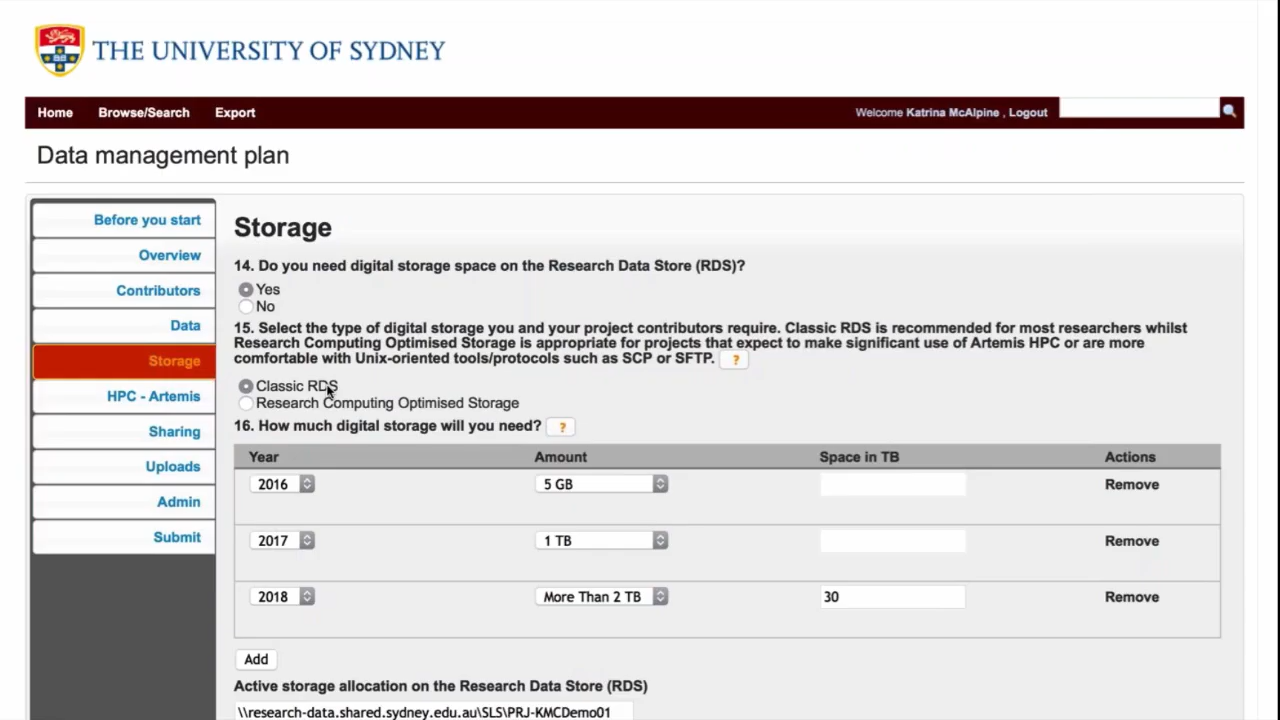 THE UNIVERSITY OF SYDNEY
Home Browse/Search Export Welcome Katrina McAlpine , Logout
Data management plan
Before you start
Overview
Contributors
Data
Storage
HPC - Artemis
Sharing
Uploads
Admin
Submit
Storage
14. Do you need digital storage space on the Research Data Store (RDS)?
Yes
No
15. Select the type of digital storage you and your project contributors require. Classic RDS is recommended for most researchers whilst
Research Computing Optimised Storage is appropriate for projects that expect to make significant use of Artemis HPC or are more
comfortable with Unix-oriented tools/protocols such as SCP or SFTP. ?
Classic RDS
Research Computing Optimised Storage
16. How much digital storage will you need? ?
Year Amount Space in TB Actions
2016 5 GB Remove
2017 1 TB Remove
2018 More Than 2 TB 30 Remove
Add
Active storage allocation on the Research Data Store (RDS)
\\research-data.shared.sydney.edu.au\SLS\PRJ-KMCDemo01